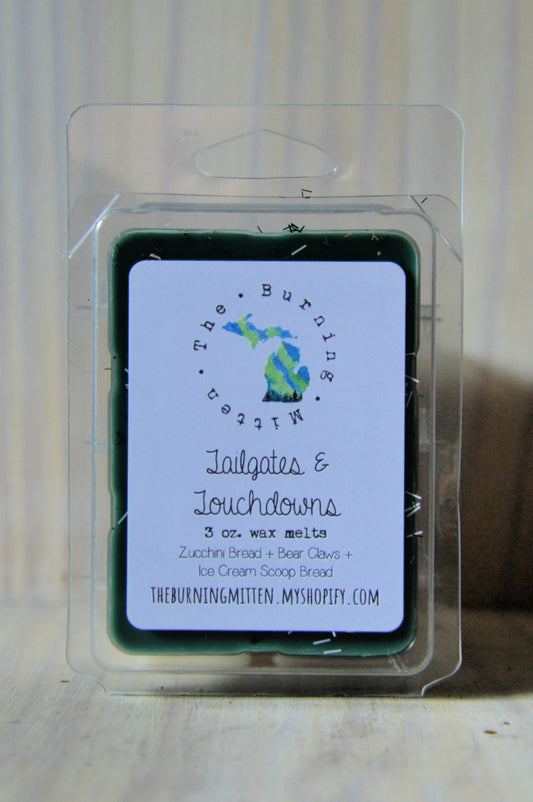 The • Burning • Mitten •
Tailgates &
Touchdowns
3 oz. wax melts
Zucchini Bread + Bear Claws +
Ice Cream Scoop Bread
THEBURNINGMITTEN.MYSHOPIFY.COM